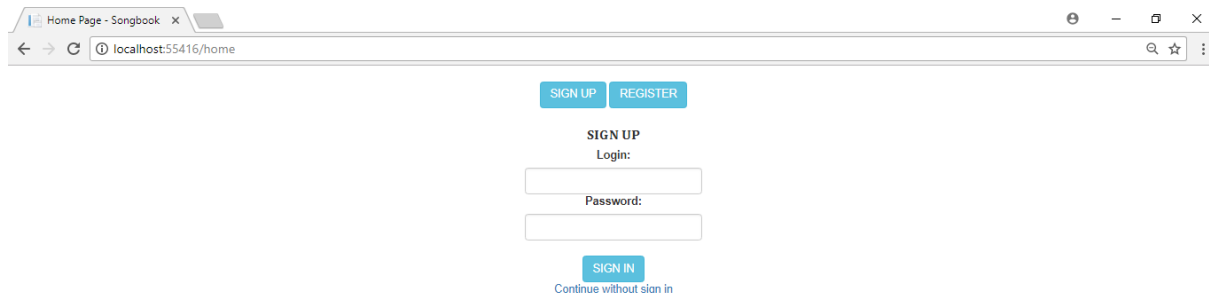 Home Page - Songbook
localhost:55416/home
SIGN UP REGISTER
SIGN UP
Login:
Password:
SIGN IN
Continue without sign in